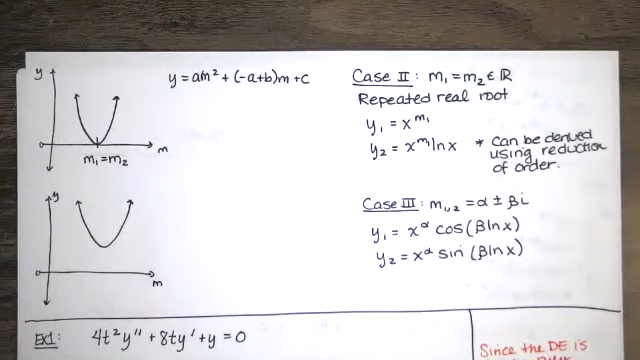 y
m
m₁=m₂
y = am² + (-a+b)m + c
Case II: m₁ = m₂ ∈ ℝ
Repeated real root
y₁ = x^m₁
y₂ = x^m₁ ln x
* Can be derived
using reduction
of order.
y
m
Case III: m₁,₂ = α ± βi
y₁ = x^α cos(β ln x)
y₂ = x^α sin(β ln x)
Ex1: 4t²y'' + 8ty' + y = 0
Since the DE is